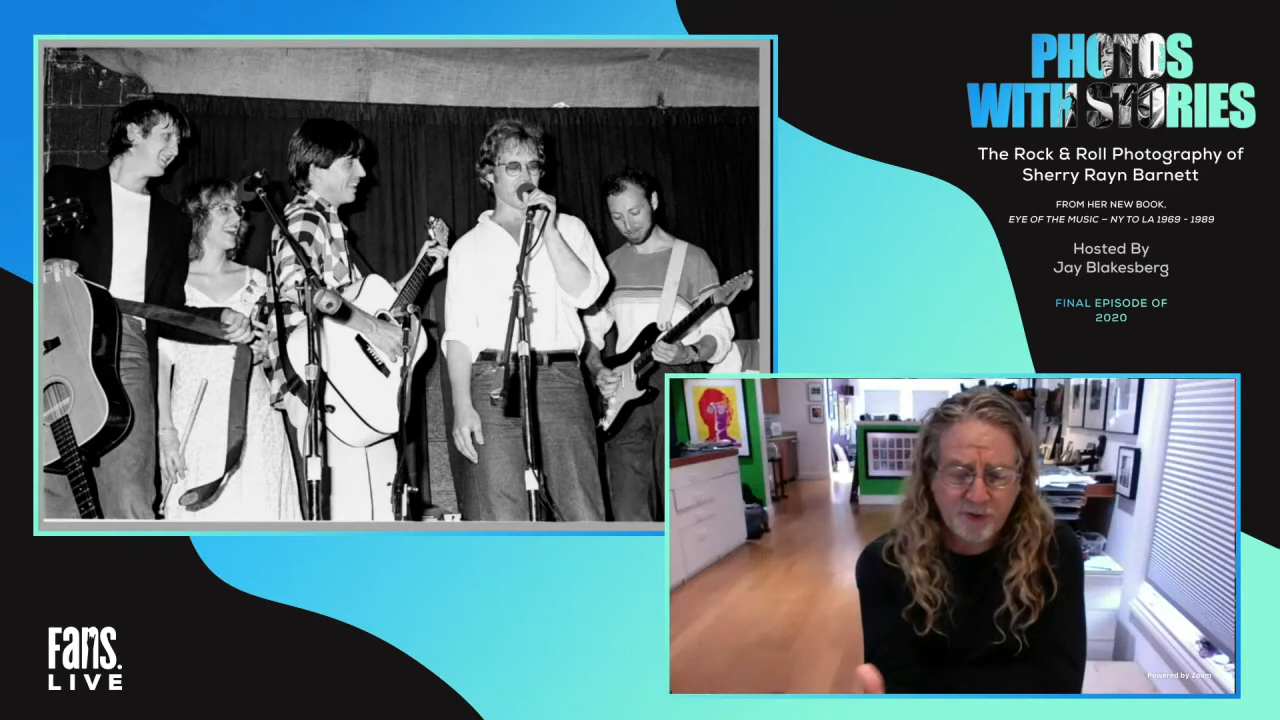 PHOTOS
WITH STORIES
The Rock & Roll Photography of
Sherry Rayn Barnett
FROM HER NEW BOOK,
EYE OF THE MUSIC – NY TO LA 1969 - 1989
Hosted By
Jay Blakesberg
FINAL EPISODE OF
2020
Powered by Zoom
Fans.
LIVE